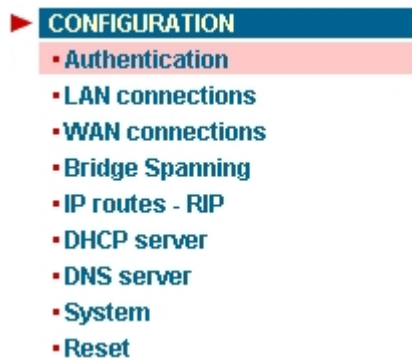 CONFIGURATION
Authentication
LAN connections
WAN connections
Bridge Spanning
IP routes - RIP
DHCP server
DNS server
System
Reset